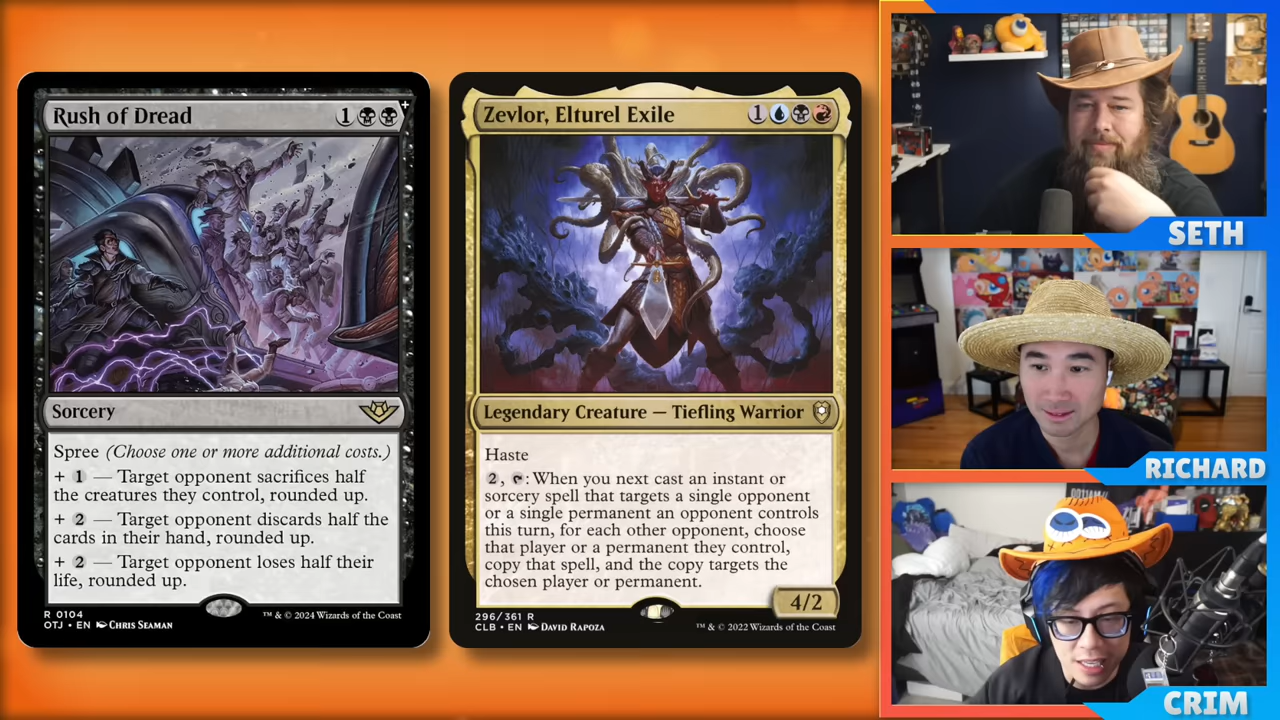 Rush of Dread
1
Sorcery
Spree (Choose one or more additional costs.)
+ 1 — Target opponent sacrifices half
the creatures they control, rounded up.
+ 2 — Target opponent discards half the
cards in their hand, rounded up.
+ 2 — Target opponent loses half their
life, rounded up.
R 0104
OTJ • EN CHRIS SEAMAN
™ & © 2024 Wizards of the Coast
Zevlor, Elturel Exile
1
Legendary Creature — Tiefling Warrior
Haste
2, : When you next cast an instant or
sorcery spell that targets a single opponent
or a single permanent an opponent controls
this turn, for each other opponent, choose
that player or a permanent they control,
copy that spell, and the copy targets the
chosen player or permanent.
4/2
296/361 R
CLB • EN DAVID RAPOZA
™ & © 2022 Wizards of the Coast
SETH
RICHARD
CRIM